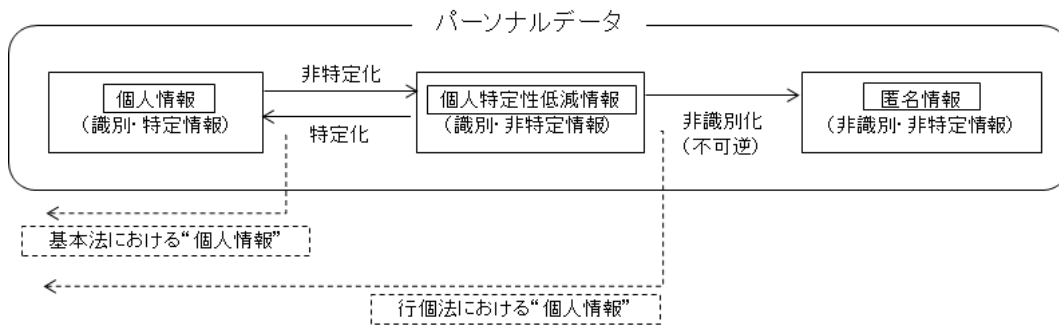 パーソナルデータ
個人情報
(識別・特定情報)
非特定化
特定化
個人特定性低減情報
(識別・非特定情報)
非識別化
(不可逆)
匿名情報
(非識別・非特定情報)
基本法における“個人情報”
行個法における“個人情報”